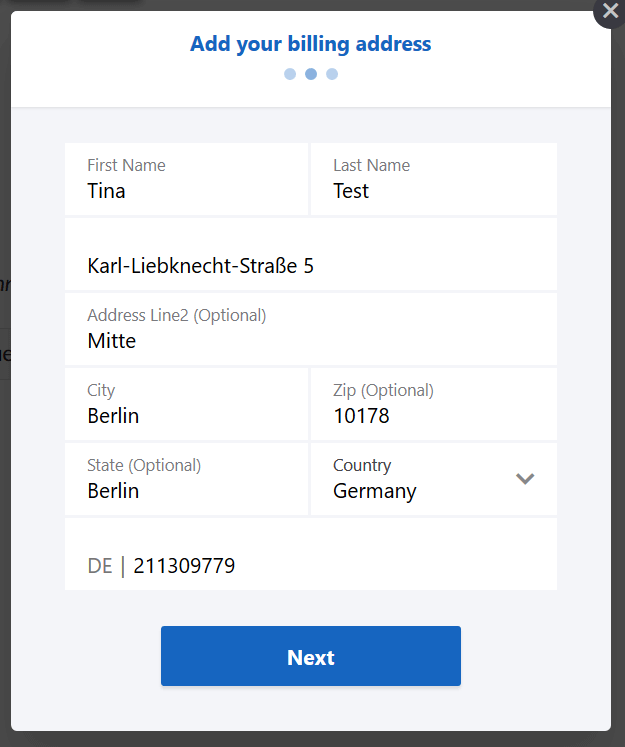 Add your billing address
First Name
Last Name
Tina
Test
Karl-Liebknecht-Straße 5
Address Line2 (Optional)
Mitte
City
Zip (Optional)
Berlin
10178
State (Optional)
Country
Berlin
Germany
DE | 211309779
Next